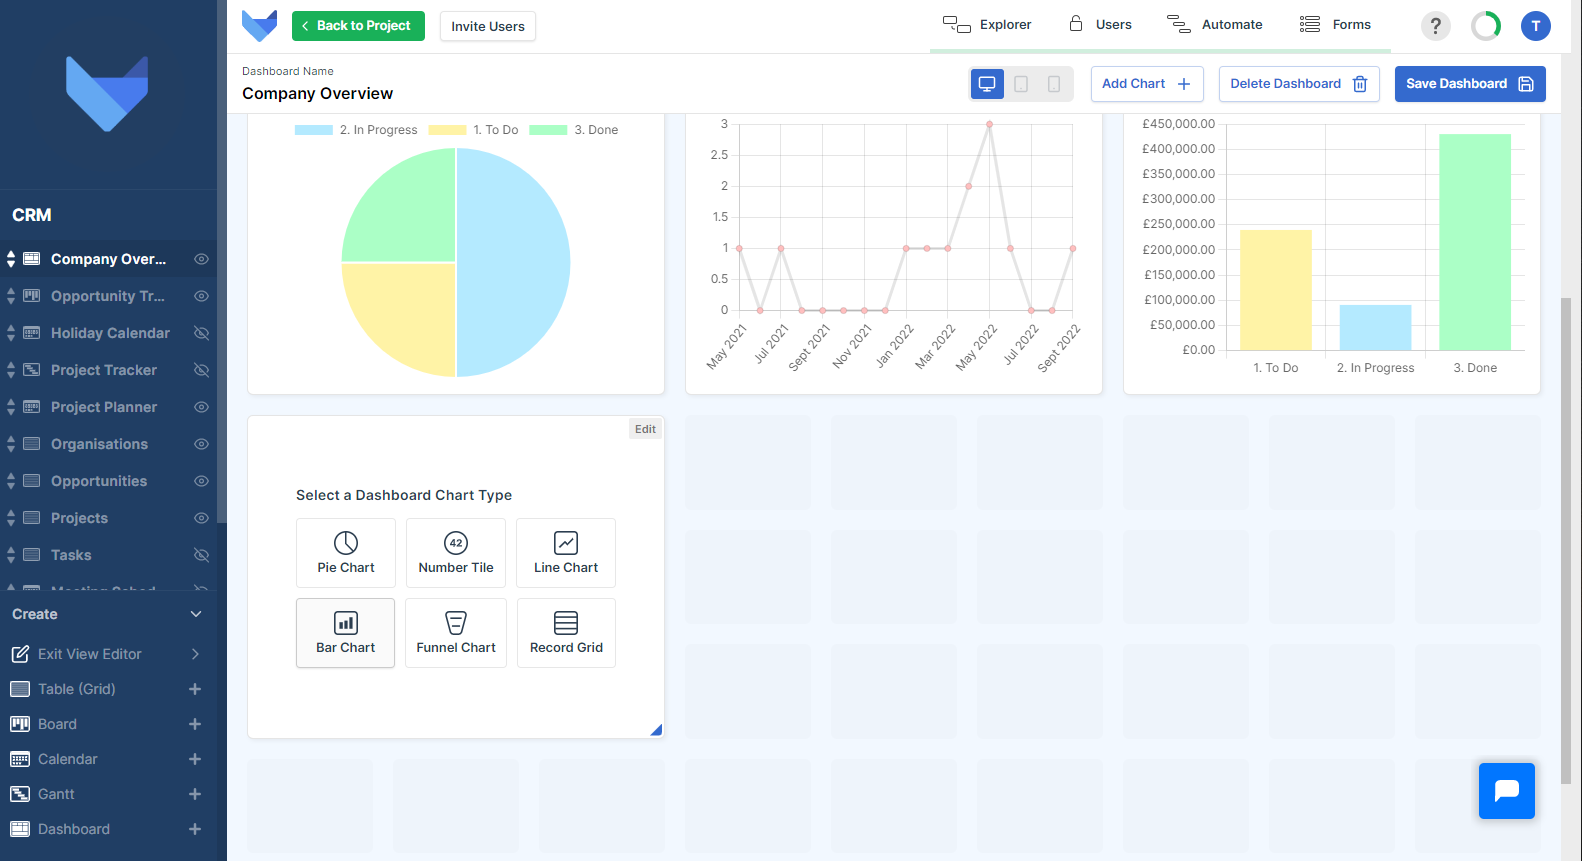 Back to Project
Invite Users
Explorer
Users
Automate
Forms
?
T
Dashboard Name
Company Overview
Add Chart
Delete Dashboard
Save Dashboard
CRM
Company Over...
Opportunity Tr...
Holiday Calendar
Project Tracker
Project Planner
Organisations
Opportunities
Projects
Tasks
Meeting Sched
Create
Exit View Editor
Table (Grid)
Board
Calendar
Gantt
Dashboard
2. In Progress
1. To Do
3. Done
3
2.5
2
1.5
1
0.5
0
May 2021
Jul 2021
Sept 2021
Nov 2021
Jan 2022
Mar 2022
May 2022
Jul 2022
Sept 2022
£450,000.00
£400,000.00
£350,000.00
£300,000.00
£250,000.00
£200,000.00
£150,000.00
£100,000.00
£50,000.00
£0.00
1. To Do
2. In Progress
3. Done
Edit
Select a Dashboard Chart Type
Pie Chart
42
Number Tile
Line Chart
Bar Chart
Funnel Chart
Record Grid